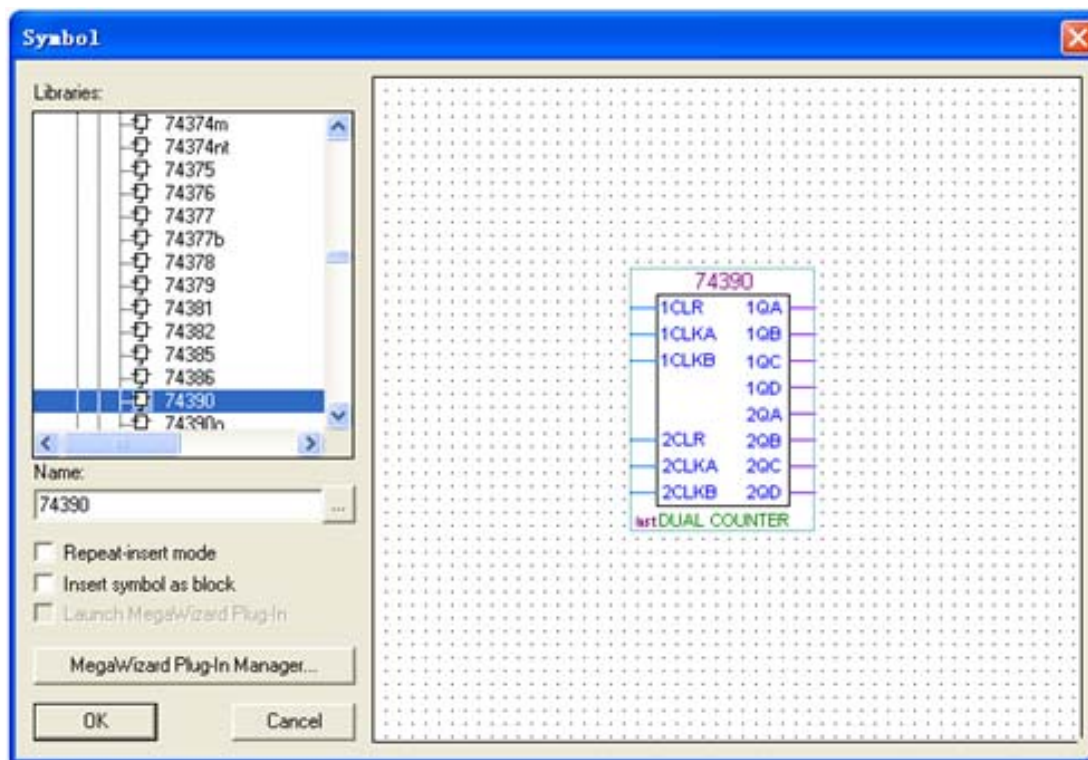 Symbol
Libraries:
74374m
74374nt
74375
74376
74377
74377b
74378
74379
74381
74382
74385
74386
74390
74390o
Name:
74390
...
Repeat-insert mode
Insert symbol as block
Launch MegaWizard Plug-In
MegaWizard Plug-In Manager...
OK
Cancel
74390
1CLR 1QA
1CLKA 1QB
1CLKB 1QC
1QD
2QA
2CLR 2QB
2CLKA 2QC
2CLKB 2QD
inst DUAL COUNTER